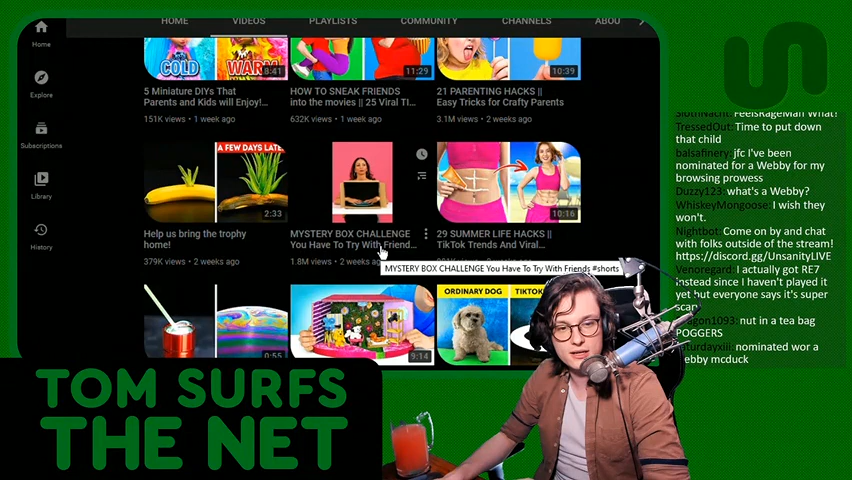 HOME VIDEOS PLAYLISTS COMMUNITY CHANNELS ABOU
Home
Explore
Subscriptions
Library
History
COLD WARM
8:41
11:29
10:39
5 Miniature DIYs That
Parents and Kids will Enjoy!...
151K views • 1 week ago
HOW TO SNEAK FRIENDS
into the movies || 25 Viral TI...
632K views • 1 week ago
21 PARENTING HACKS ||
Easy Tricks for Crafty Parents
3.1M views • 2 weeks ago
A FEW DAYS LATE
2:33
10:16
Help us bring the trophy
home!
379K views • 2 weeks ago
MYSTERY BOX CHALLENGE
You Have To Try With Friend...
1.8M views • 2 weeks
29 SUMMER LIFE HACKS ||
TikTok Trends And Viral...
MYSTERY BOX CHALLENGE You Have To Try With Friends #shorts
0:55
9:14
ORDINARY DOG TIKTO
TOM SURFS
THE NET
SlothNacht: FeelsRageMan What!
TressedOut: Time to put down
that child
balsafinery: jfc I've been
nominated for a Webby for my
browsing prowess
Duzzy123: what's a Webby?
WhiskeyMongoose: I wish they
won't.
Nightbot: Come on by and chat
with folks outside of the stream!
https://discord.gg/UnsanityLIVE
Venoregard: I actually got RE7
instead since I haven't played it
yet but everyone says it's super
scary
agon1093: nut in a tea bag
POGGERS
turdayxiii: nominated wor a
ebby mcduck